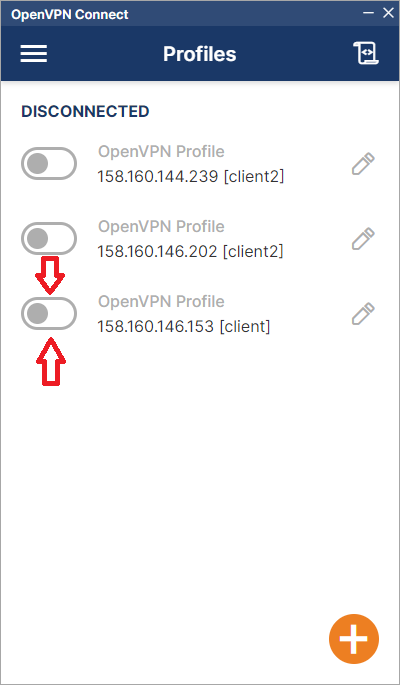 OpenVPN Connect
Profiles
DISCONNECTED
OpenVPN Profile
158.160.144.239 [client2]
OpenVPN Profile
158.160.146.202 [client2]
OpenVPN Profile
158.160.146.153 [client]